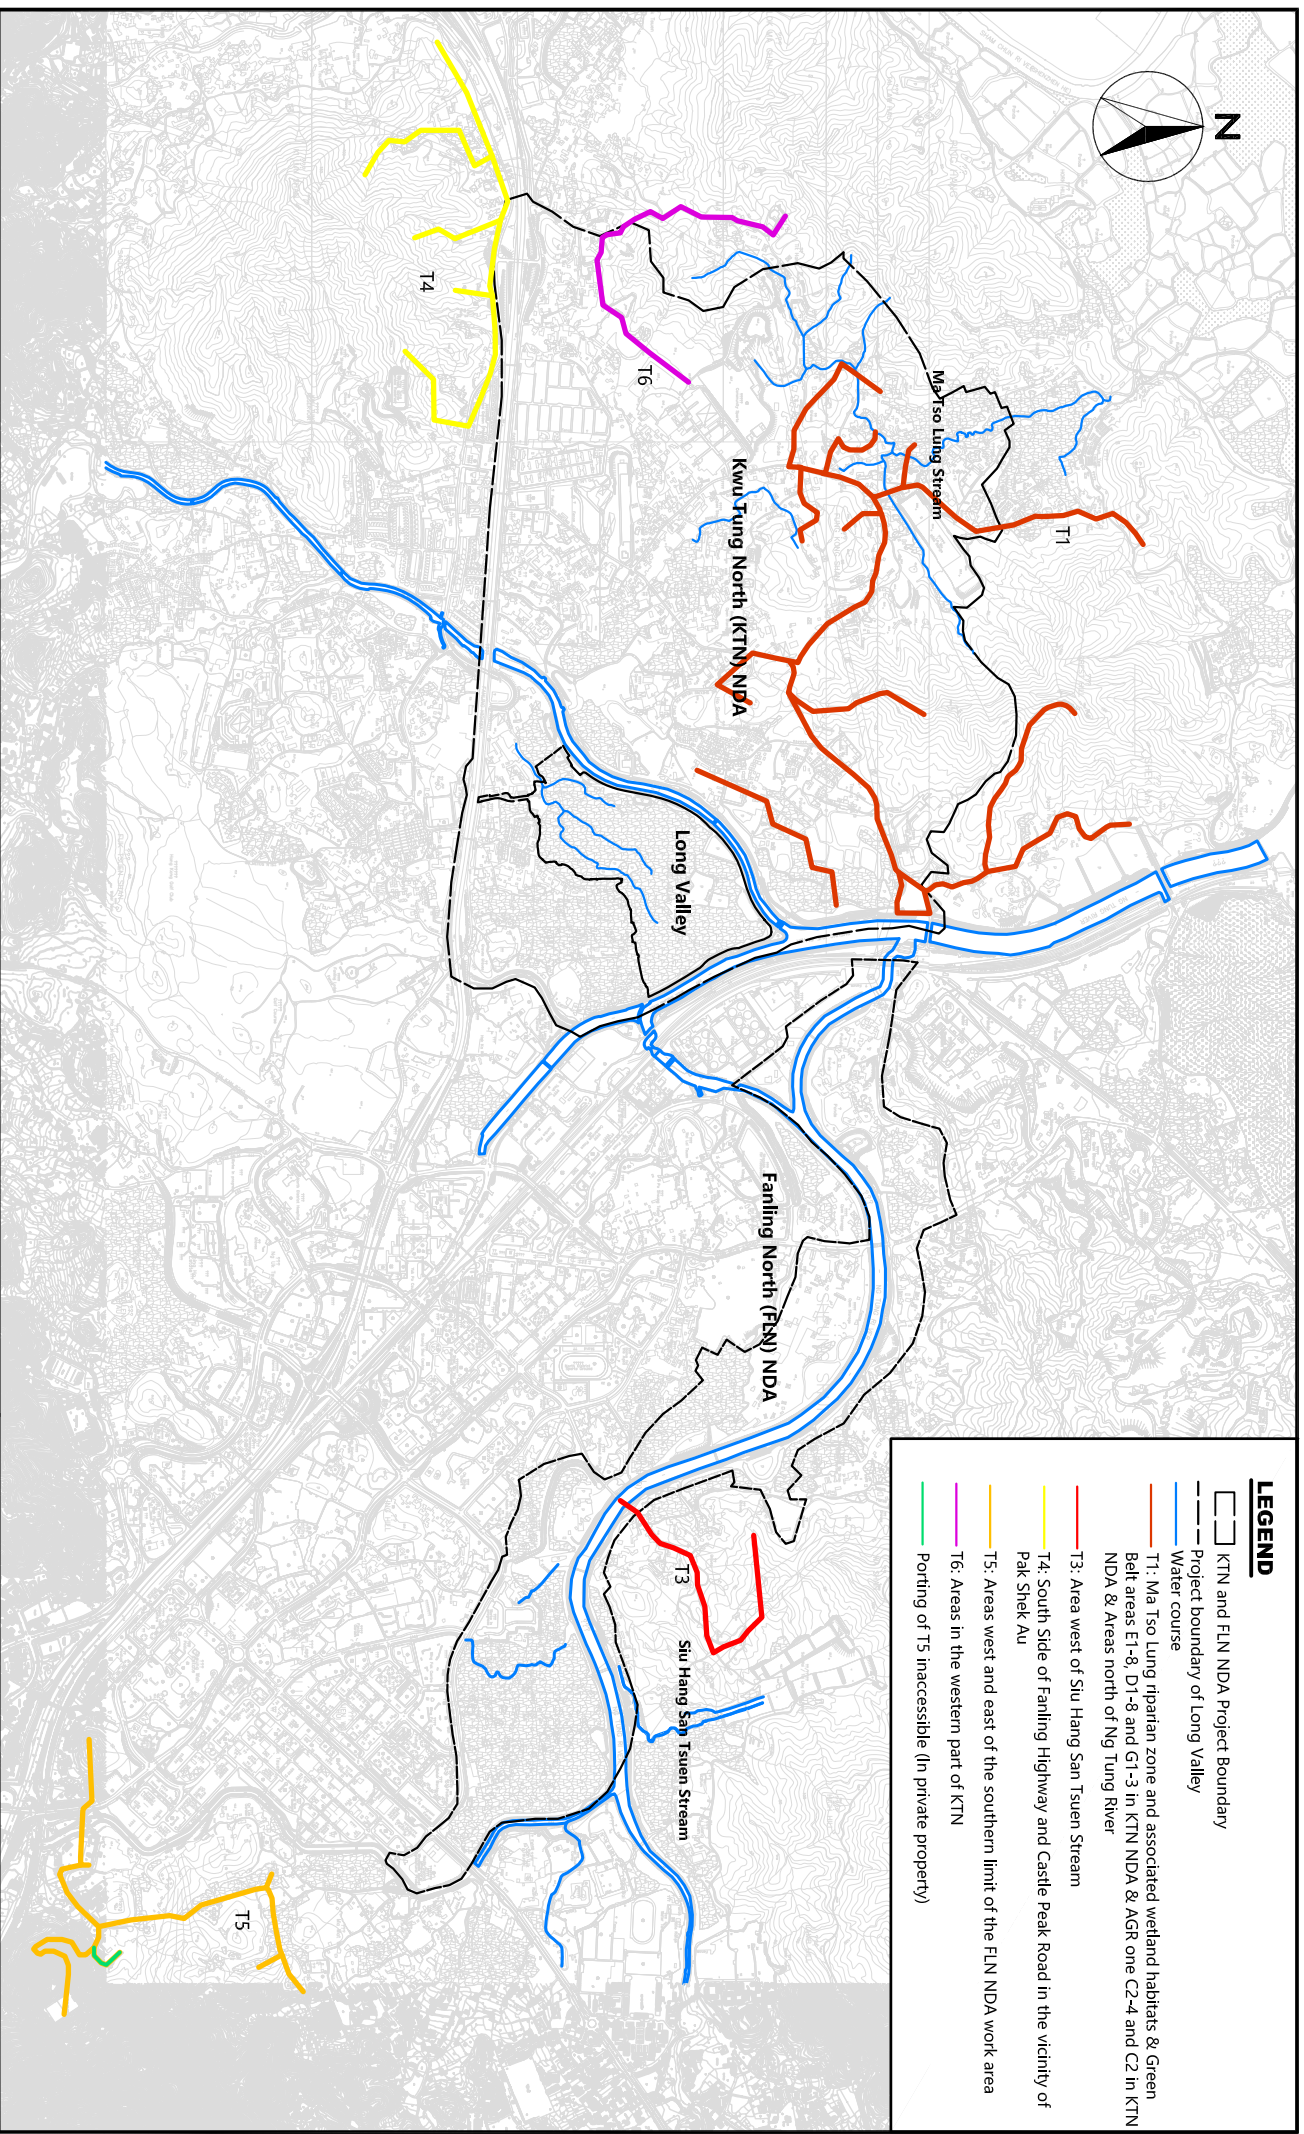 N
T4
T6
Ma Tso Lung Stream
T1
Kwu Tung North (KTN) NDA
Long Valley
Fanling North (FLN) NDA
T3
Siu Hang San Tsuen Stream
T5
LEGEND
KTN and FLN NDA Project Boundary
Project boundary of Long Valley
Water course
T1: Ma Tso Lung riparian zone and associated wetland habitats & Green
Belt areas E1-8, D1-8 and G1-3 in KTN NDA & AGR one C2-4 and C2 in KTN
NDA & Areas north of Ng Tung River
T3: Area west of Siu Hang San Tsuen Stream
T4: South Side of Fanling Highway and Castle Peak Road in the vicinity of
Pak Shek Au
T5: Areas west and east of the southern limit of the FLN NDA work area
T6: Areas in the western part of KTN
Porting of T5 inaccessible (In private property)